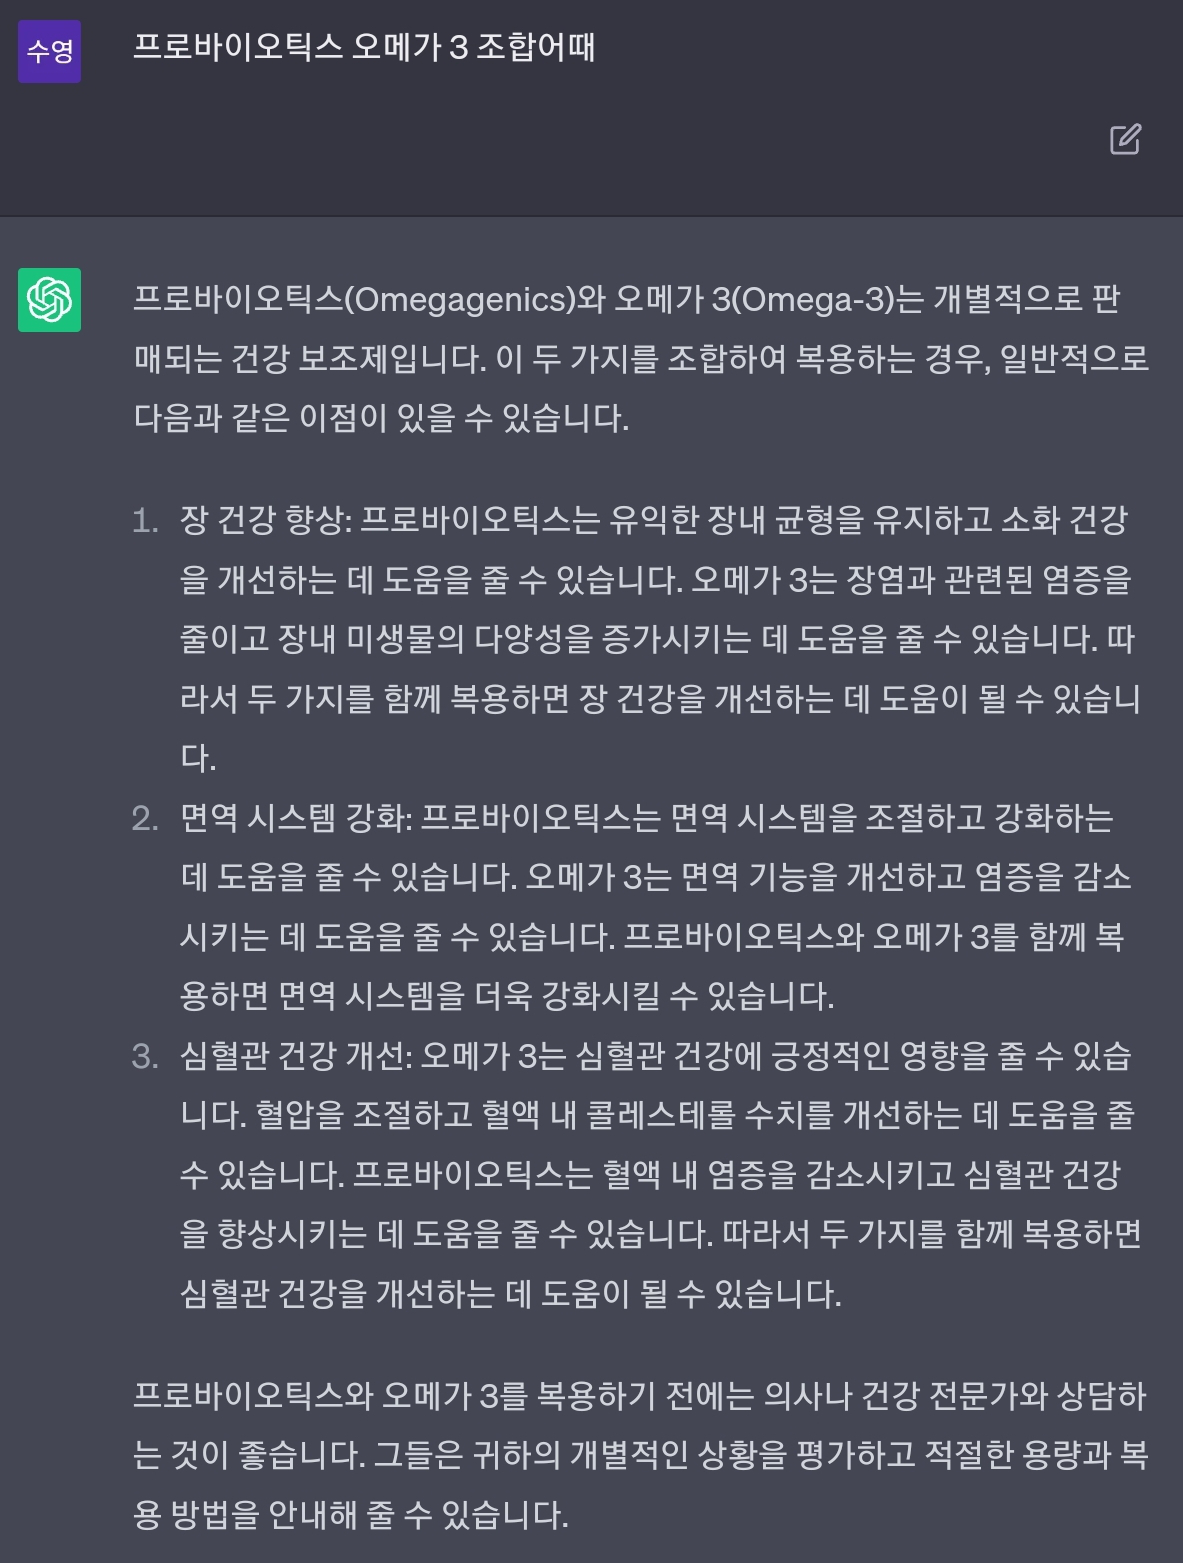 수영
프로바이오틱스 오메가 3 조합어때
프로바이오틱스(Omegagenics)와 오메가 3(Omega-3)는 개별적으로 판
매되는 건강 보조제입니다. 이 두 가지를 조합하여 복용하는 경우, 일반적으로
다음과 같은 이점이 있을 수 있습니다.
1. 장 건강 향상: 프로바이오틱스는 유익한 장내 균형을 유지하고 소화 건강
을 개선하는 데 도움을 줄 수 있습니다. 오메가 3는 장염과 관련된 염증을
줄이고 장내 미생물의 다양성을 증가시키는 데 도움을 줄 수 있습니다. 따
라서 두 가지를 함께 복용하면 장 건강을 개선하는 데 도움이 될 수 있습니
다.
2. 면역 시스템 강화: 프로바이오틱스는 면역 시스템을 조절하고 강화하는
데 도움을 줄 수 있습니다. 오메가 3는 면역 기능을 개선하고 염증을 감소
시키는 데 도움을 줄 수 있습니다. 프로바이오틱스와 오메가 3를 함께 복
용하면 면역 시스템을 더욱 강화시킬 수 있습니다.
3. 심혈관 건강 개선: 오메가 3는 심혈관 건강에 긍정적인 영향을 줄 수 있습
니다. 혈압을 조절하고 혈액 내 콜레스테롤 수치를 개선하는 데 도움을 줄
수 있습니다. 프로바이오틱스는 혈액 내 염증을 감소시키고 심혈관 건강
을 향상시키는 데 도움을 줄 수 있습니다. 따라서 두 가지를 함께 복용하면
심혈관 건강을 개선하는 데 도움이 될 수 있습니다.
프로바이오틱스와 오메가 3를 복용하기 전에는 의사나 건강 전문가와 상담하
는 것이 좋습니다. 그들은 귀하의 개별적인 상황을 평가하고 적절한 용량과 복
용 방법을 안내해 줄 수 있습니다.